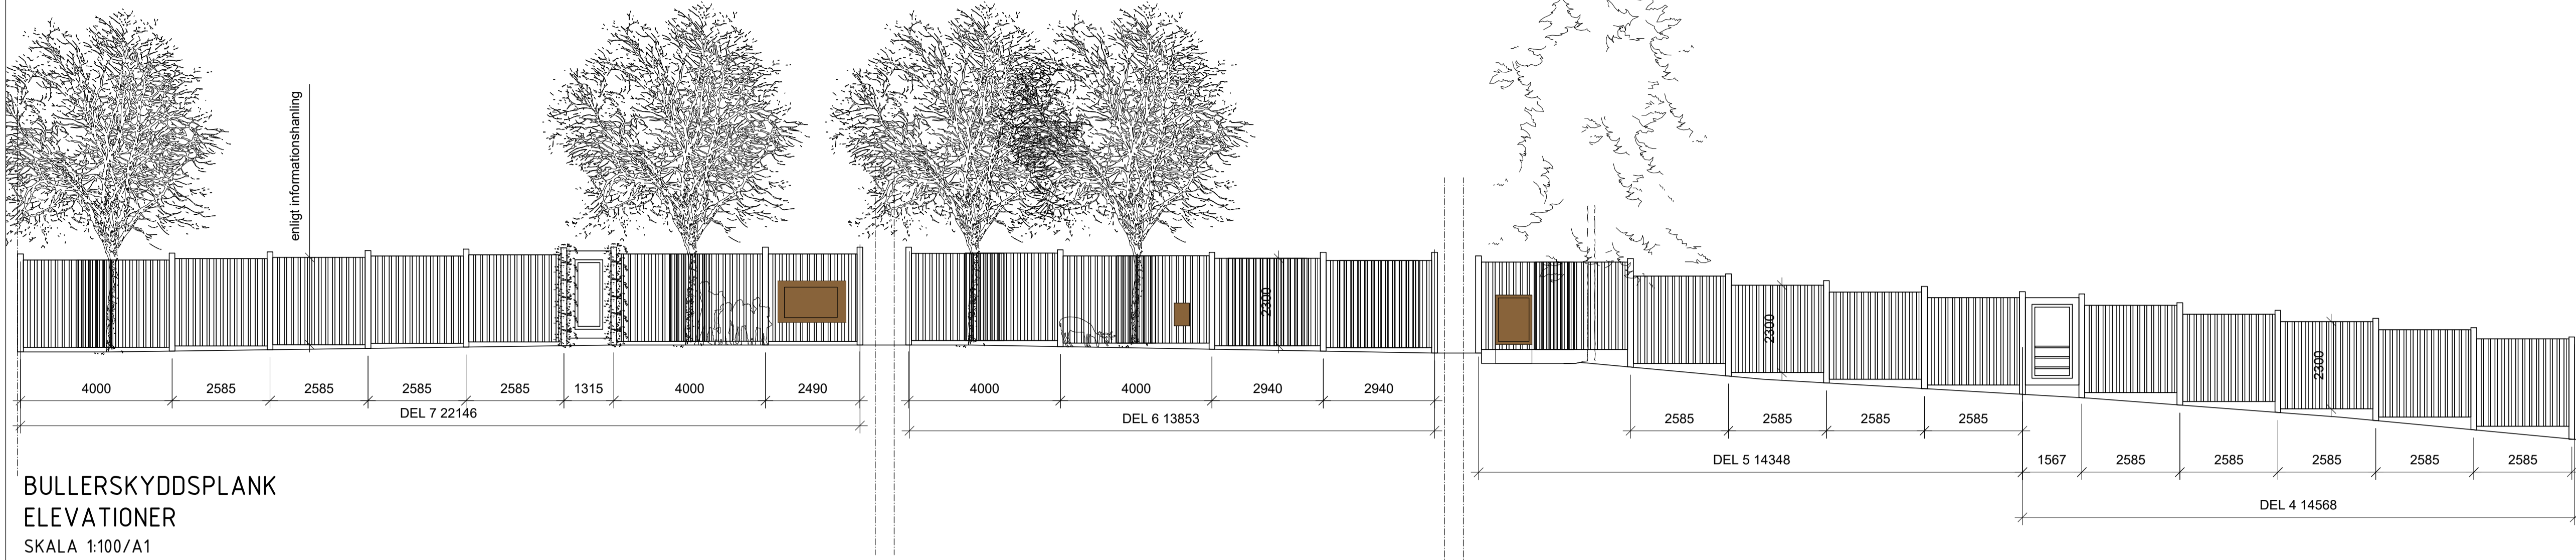 enligt informationshanling
2300
2300
2300
4000 2585 2585 2585 2585 1315 4000 2490
DEL 7 22146
4000 4000 2940 2940
DEL 6 13853
2585 2585 2585 2585
DEL 5 14348
1567 2585 2585 2585 2585 2585
DEL 4 14568
BULLERSKYDDSPLANK
ELEVATIONER
SKALA 1:100/A1